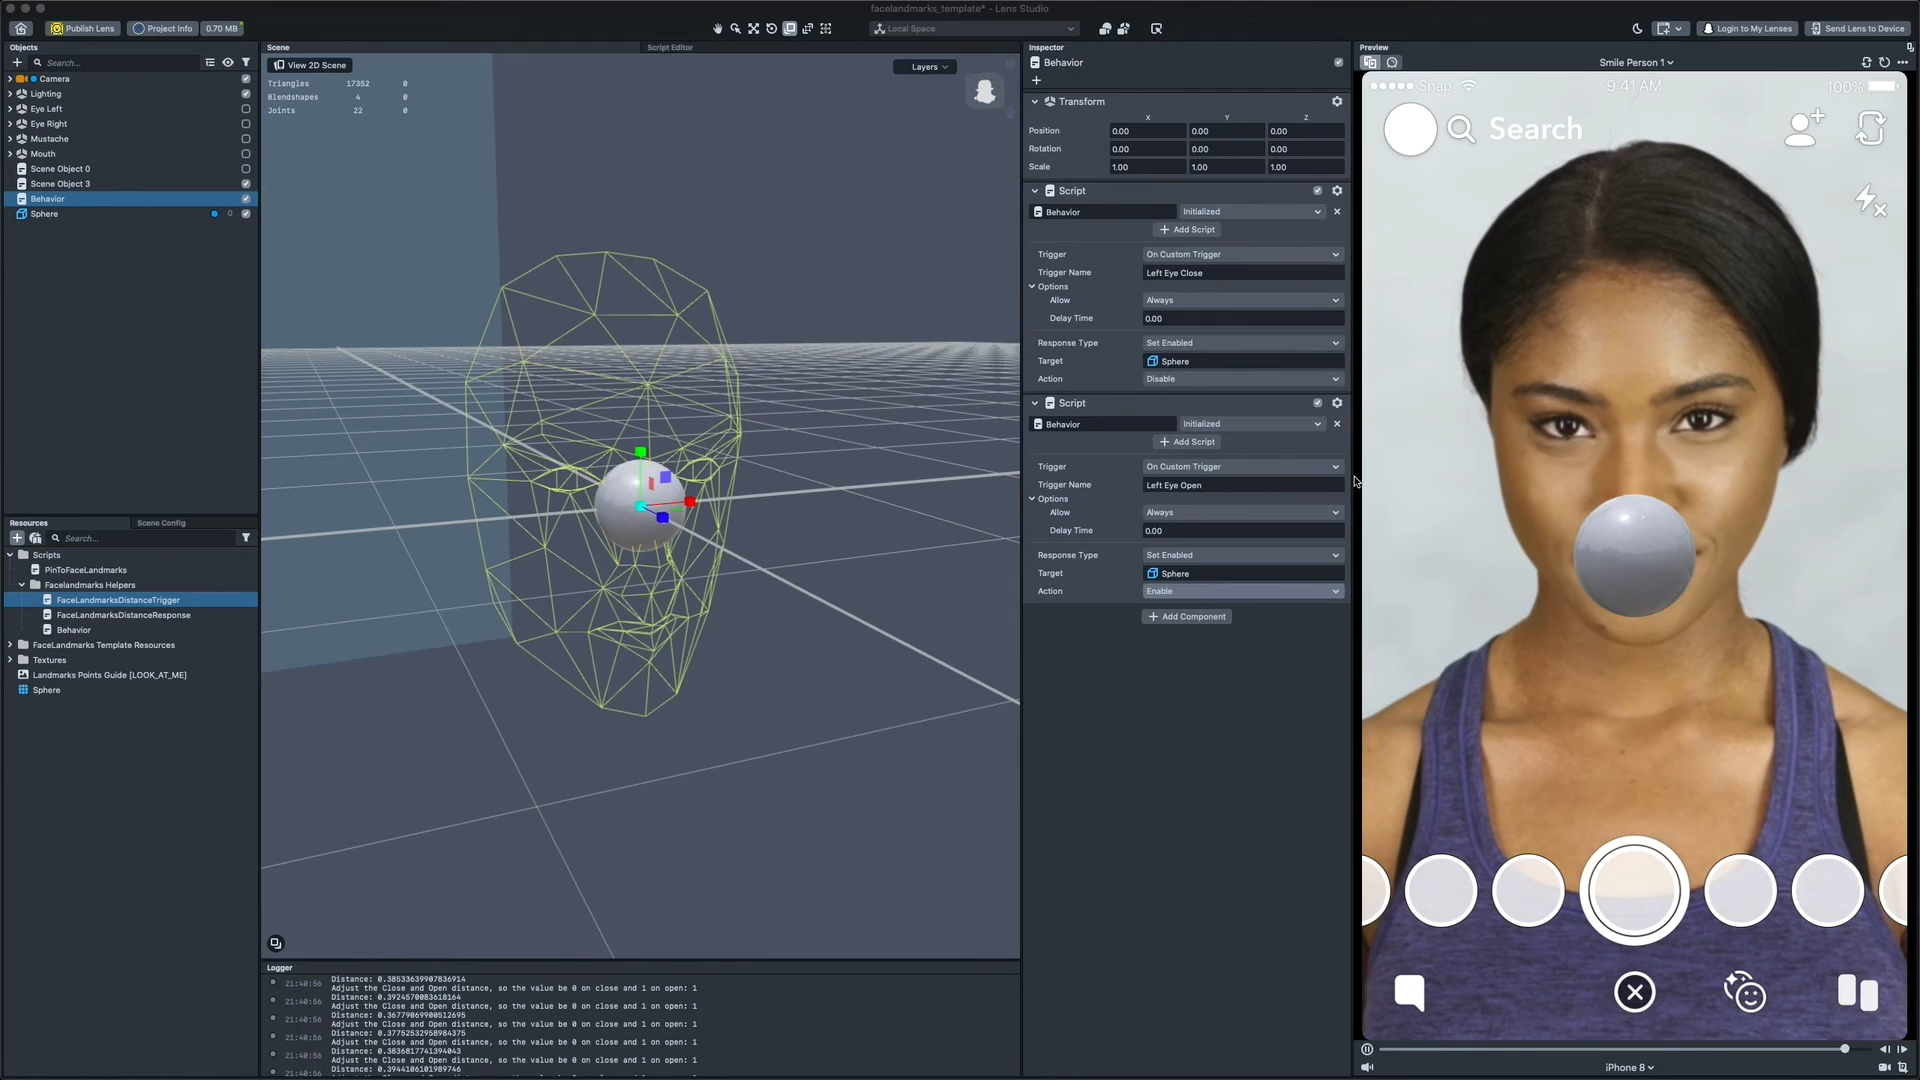 facelandmarks_template* - Lens Studio
Publish Lens
Project Info
0.70 MB
Local Space
Login to My Lenses
Send Lens to Device
Objects
Search...
Camera
Lighting
Eye Left
Eye Right
Mustache
Mouth
Scene Object 0
Scene Object 3
Behavior
Sphere
0
Resources
Scene Config
Search...
Scripts
PinToFaceLandmarks
Facelandmarks Helpers
FaceLandmarksDistanceTrigger
FaceLandmarksDistanceResponse
Behavior
FaceLandmarks Template Resources
Textures
Landmarks Points Guide [LOOK_AT_ME]
Sphere
Scene
Script Editor
View 2D Scene
Layers
Triangles 17352 0
Blendshapes 4 0
Joints 22 0
Logger
Distance: 0.38533639907836914
21:40:56 Adjust the Close and Open distance, so the value be 0 on close and 1 on open: 1
Distance: 0.3924570083618164
21:40:56 Adjust the Close and Open distance, so the value be 0 on close and 1 on open: 1
Distance: 0.36779069900512695
21:40:56 Adjust the Close and Open distance, so the value be 0 on close and 1 on open: 1
Distance: 0.37752532958984375
21:40:56 Adjust the Close and Open distance, so the value be 0 on close and 1 on open: 1
Distance: 0.3836817741394043
21:40:56 Adjust the Close and Open distance, so the value be 0 on close and 1 on open: 1
Distance: 0.3944106101989746
21:40:56
Inspector
Behavior
Transform
X Y Z
Position 0.00 0.00 0.00
Rotation 0.00 0.00 0.00
Scale 1.00 1.00 1.00
Script
Behavior Initialized
Add Script
Trigger On Custom Trigger
Trigger Name Left Eye Close
Options
Allow Always
Delay Time 0.00
Response Type Set Enabled
Target Sphere
Action Disable
Script
Behavior Initialized
Add Script
Trigger On Custom Trigger
Trigger Name Left Eye Open
Options
Allow Always
Delay Time 0.00
Response Type Set Enabled
Target Sphere
Action Enable
Add Component
Preview
Smile Person 1
Snap
9:41 AM
100%
Search
iPhone 8